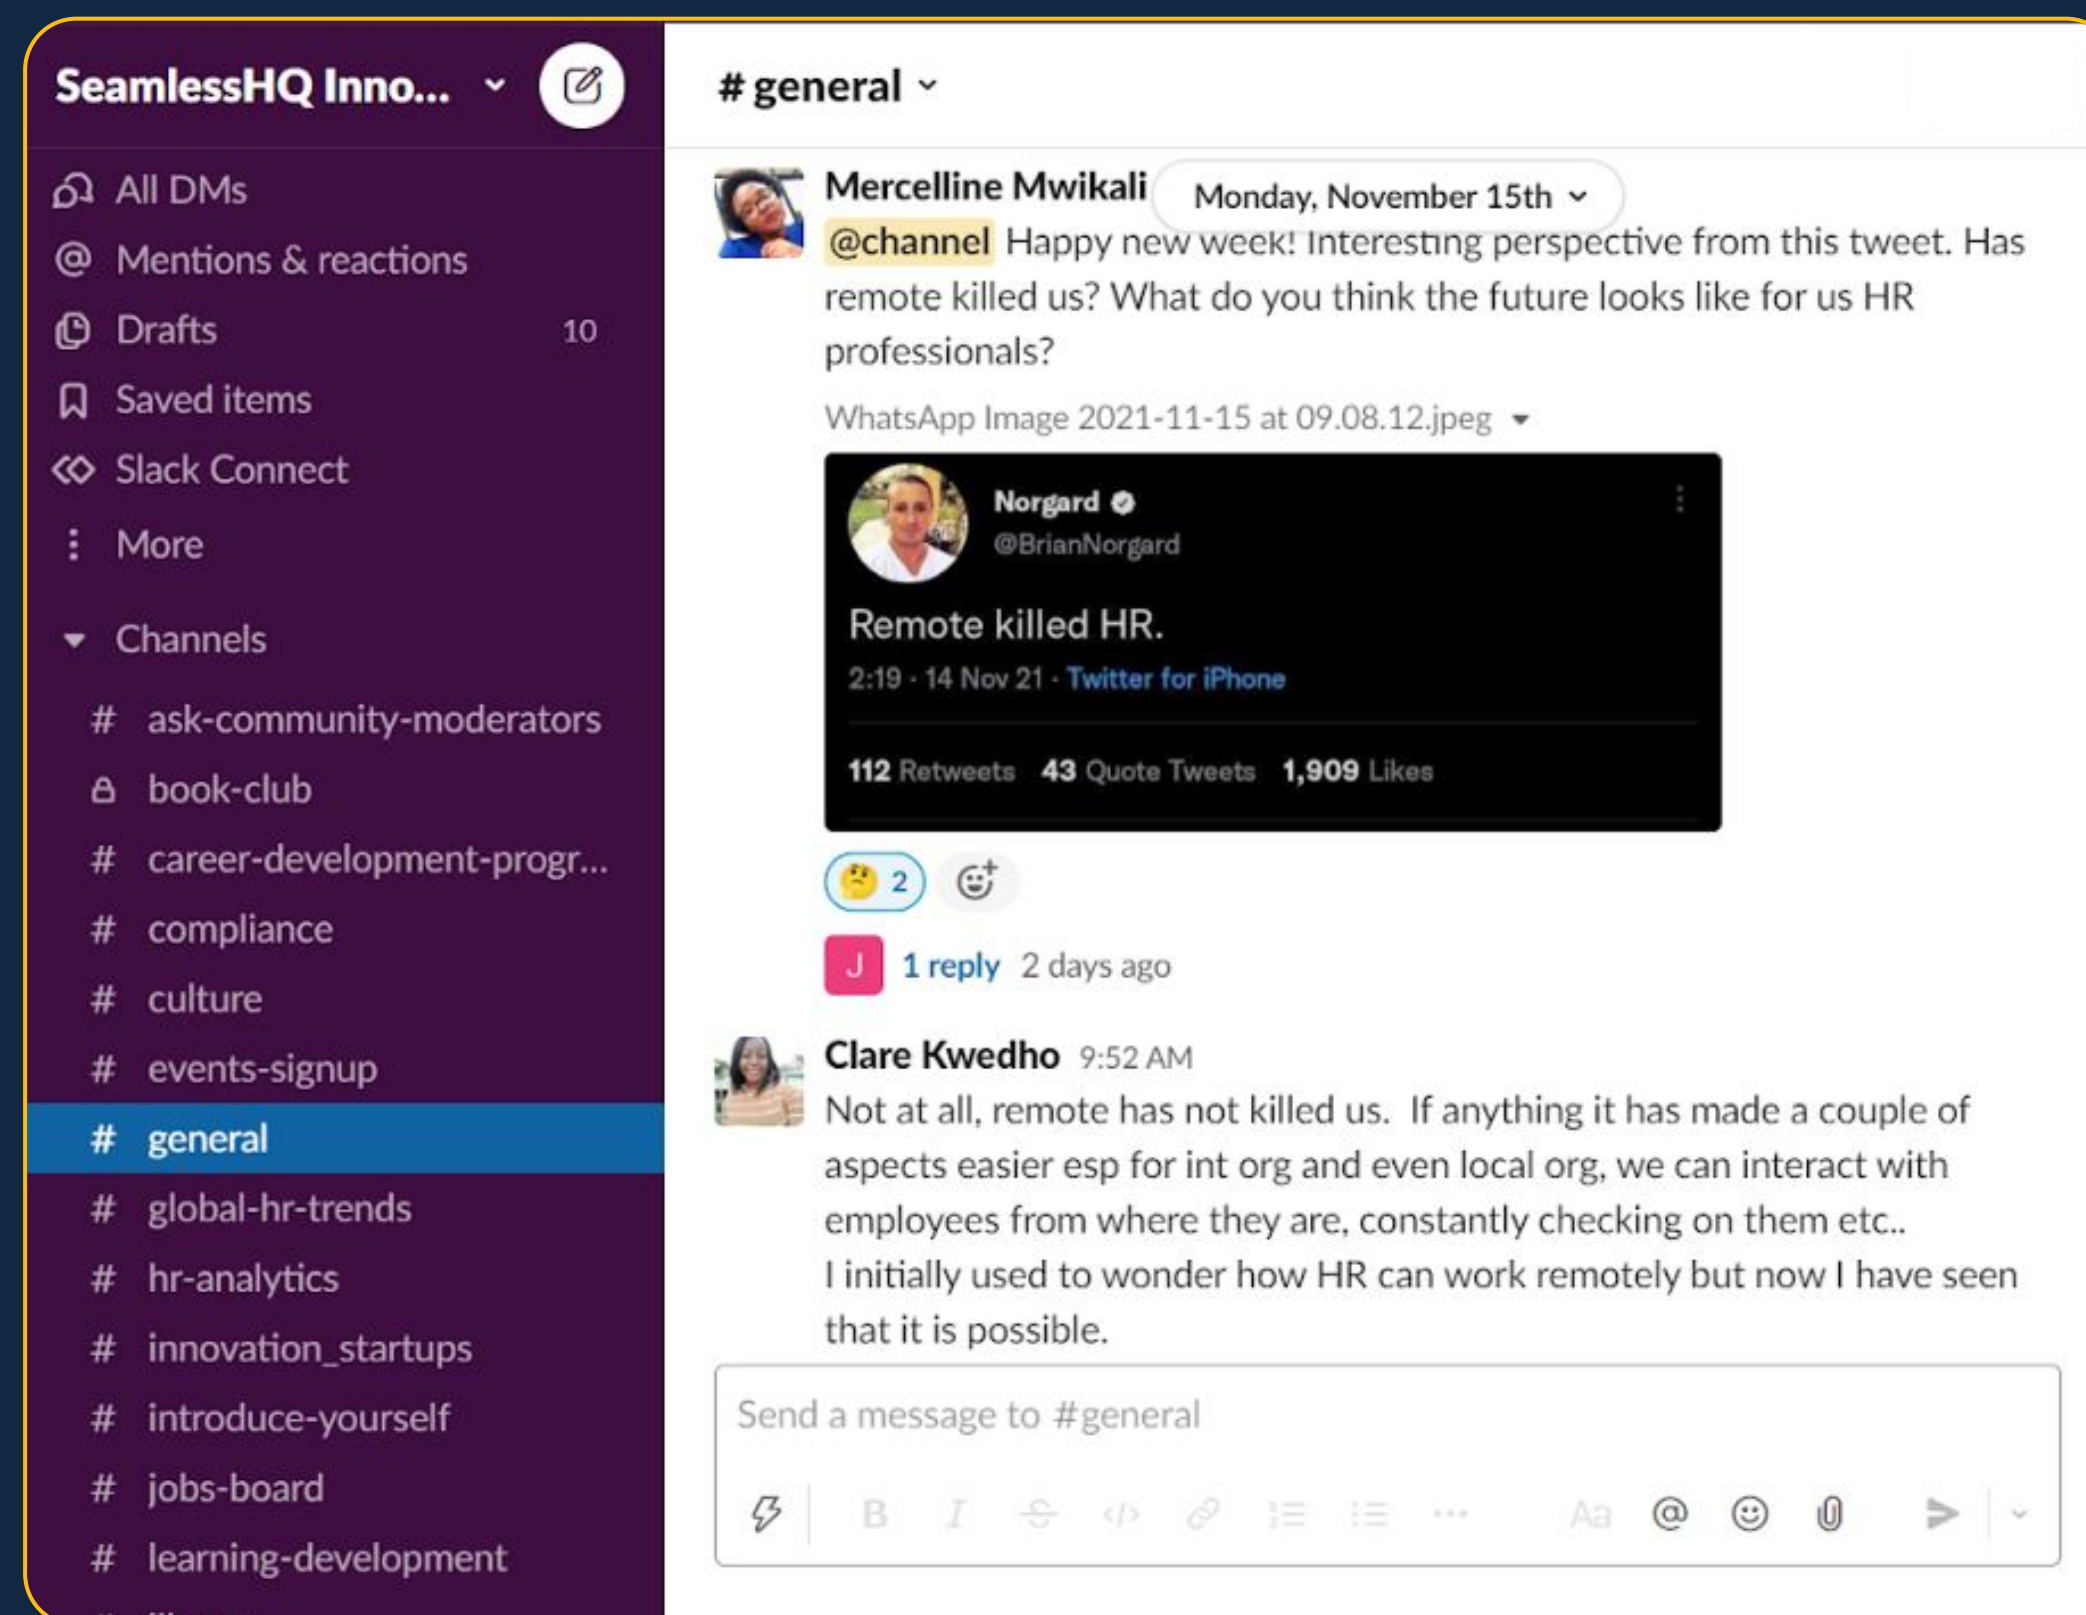 SeamlessHQ Inno...
All DMs
Mentions & reactions
Drafts 10
Saved items
Slack Connect
More
Channels
# ask-community-moderators
book-club
# career-development-progr...
# compliance
# culture
# events-signup
# general
# global-hr-trends
# hr-analytics
# innovation_startups
# introduce-yourself
# jobs-board
# learning-development
# general
Mercelline Mwikali
Monday, November 15th
@channel Happy new week! Interesting perspective from this tweet. Has
remote killed us? What do you think the future looks like for us HR
professionals?
WhatsApp Image 2021-11-15 at 09.08.12.jpeg
Norgard
@BrianNorgard
Remote killed HR.
2:19 · 14 Nov 21 · Twitter for iPhone
112 Retweets 43 Quote Tweets 1,909 Likes
2
J 1 reply 2 days ago
Clare Kwedho 9:52 AM
Not at all, remote has not killed us. If anything it has made a couple of
aspects easier esp for int org and even local org, we can interact with
employees from where they are, constantly checking on them etc..
I initially used to wonder how HR can work remotely but now I have seen
that it is possible.
Send a message to #general
B I S </> Aa @